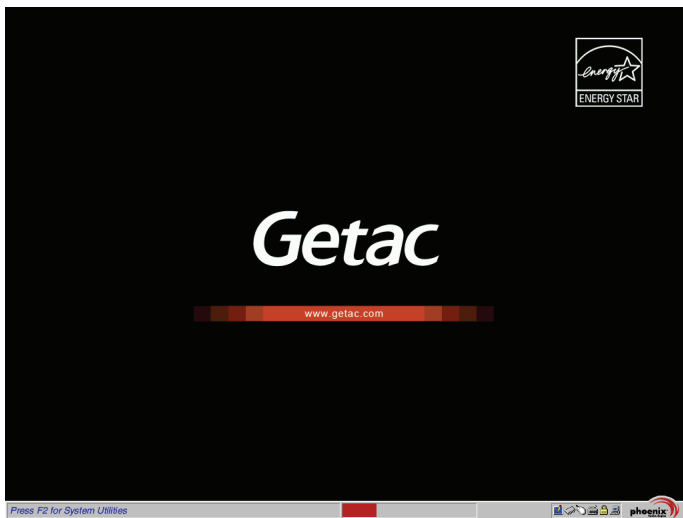 energy
ENERGY STAR
Getac
www.getac.com
Press F2 for System Utilities
phoenix